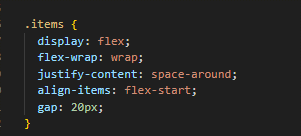 .items {
display: flex;
flex-wrap: wrap;
justify-content: space-around;
align-items: flex-start;
gap: 20px;
}